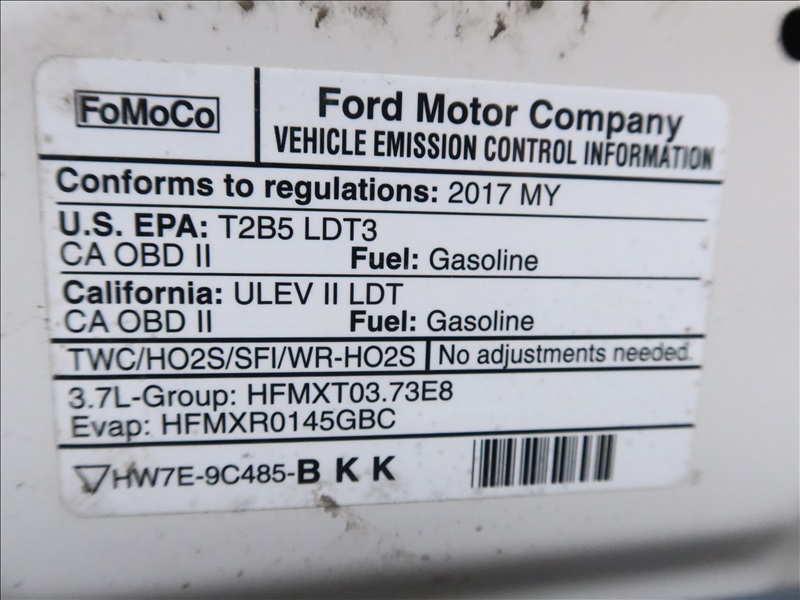 FoMoCo
Ford Motor Company
VEHICLE EMISSION CONTROL INFORMATION
Conforms to regulations: 2017 MY
U.S. EPA: T2B5 LDT3
CA OBD II Fuel: Gasoline
California: ULEV II LDT
CA OBD II Fuel: Gasoline
TWC/HO2S/SFI/WR-HO2S No adjustments needed.
3.7L-Group: HFMXT03.73E8
Evap: HFMXR0145GBC
HW7E-9C485-B K K